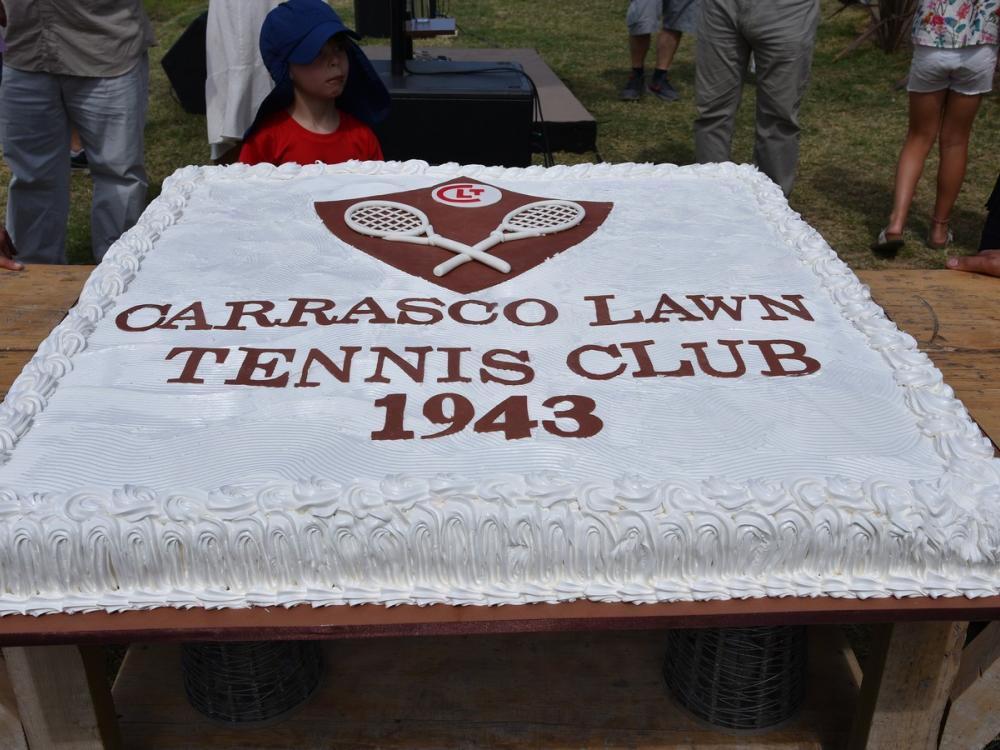 CLT
CARRASCO LAWN
TENNIS CLUB
1943